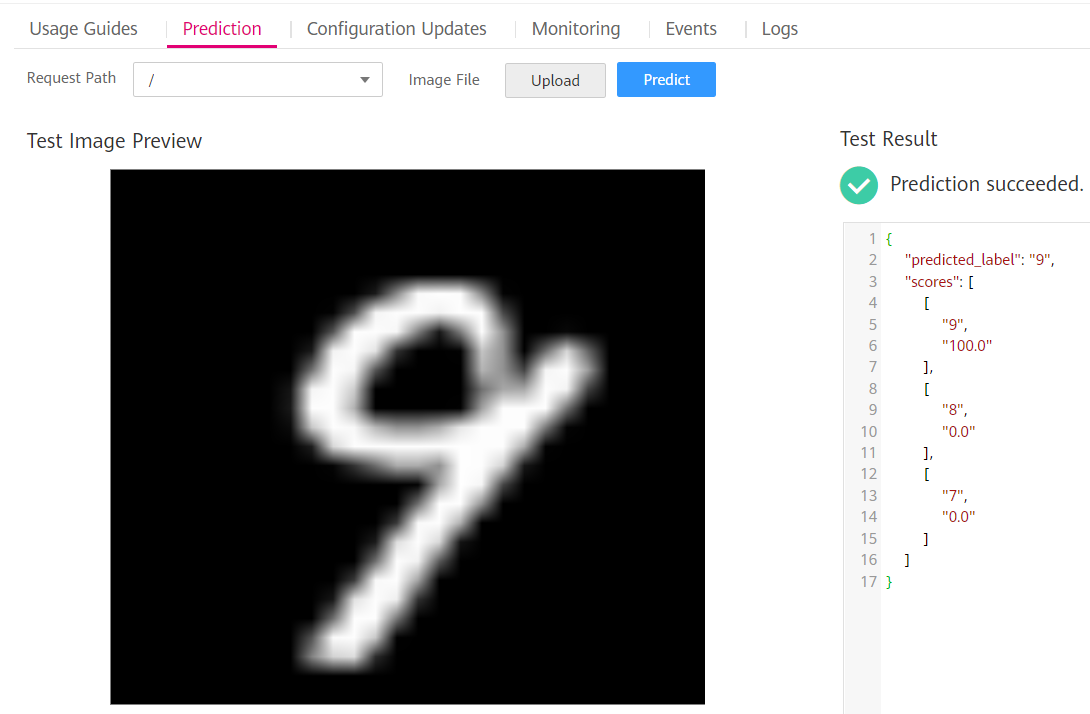 Usage Guides Prediction Configuration Updates Monitoring Events Logs
Request Path / Image File Upload Predict
Test Image Preview
9
Test Result
Prediction succeeded.
1 {
2 "predicted_label": "9",
3 "scores": [
4 [
5 "9",
6 "100.0"
7 ],
8 [
9 "8",
10 "0.0"
11 ],
12 [
13 "7",
14 "0.0"
15 ]
16 ]
17 }